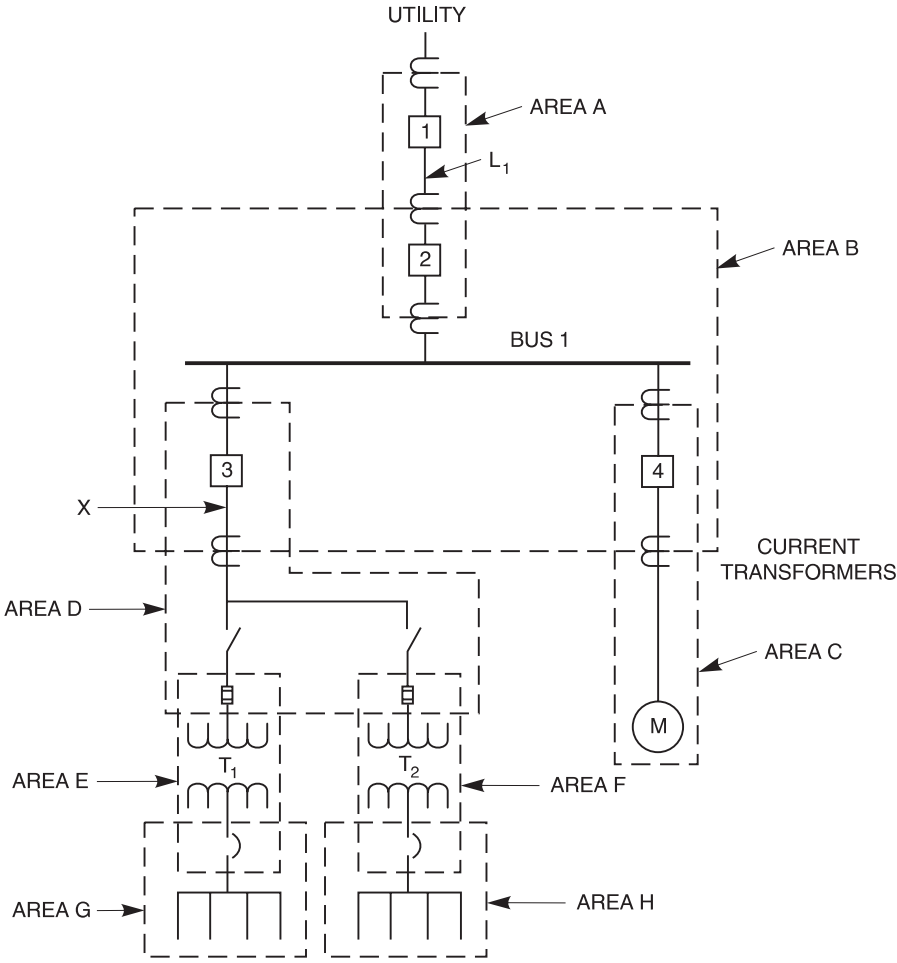 UTILITY
AREA A
1
L1
AREA B
2
BUS 1
3
4
X
CURRENT
TRANSFORMERS
AREA D
AREA C
M
T1
T2
AREA E
AREA F
AREA G
AREA H